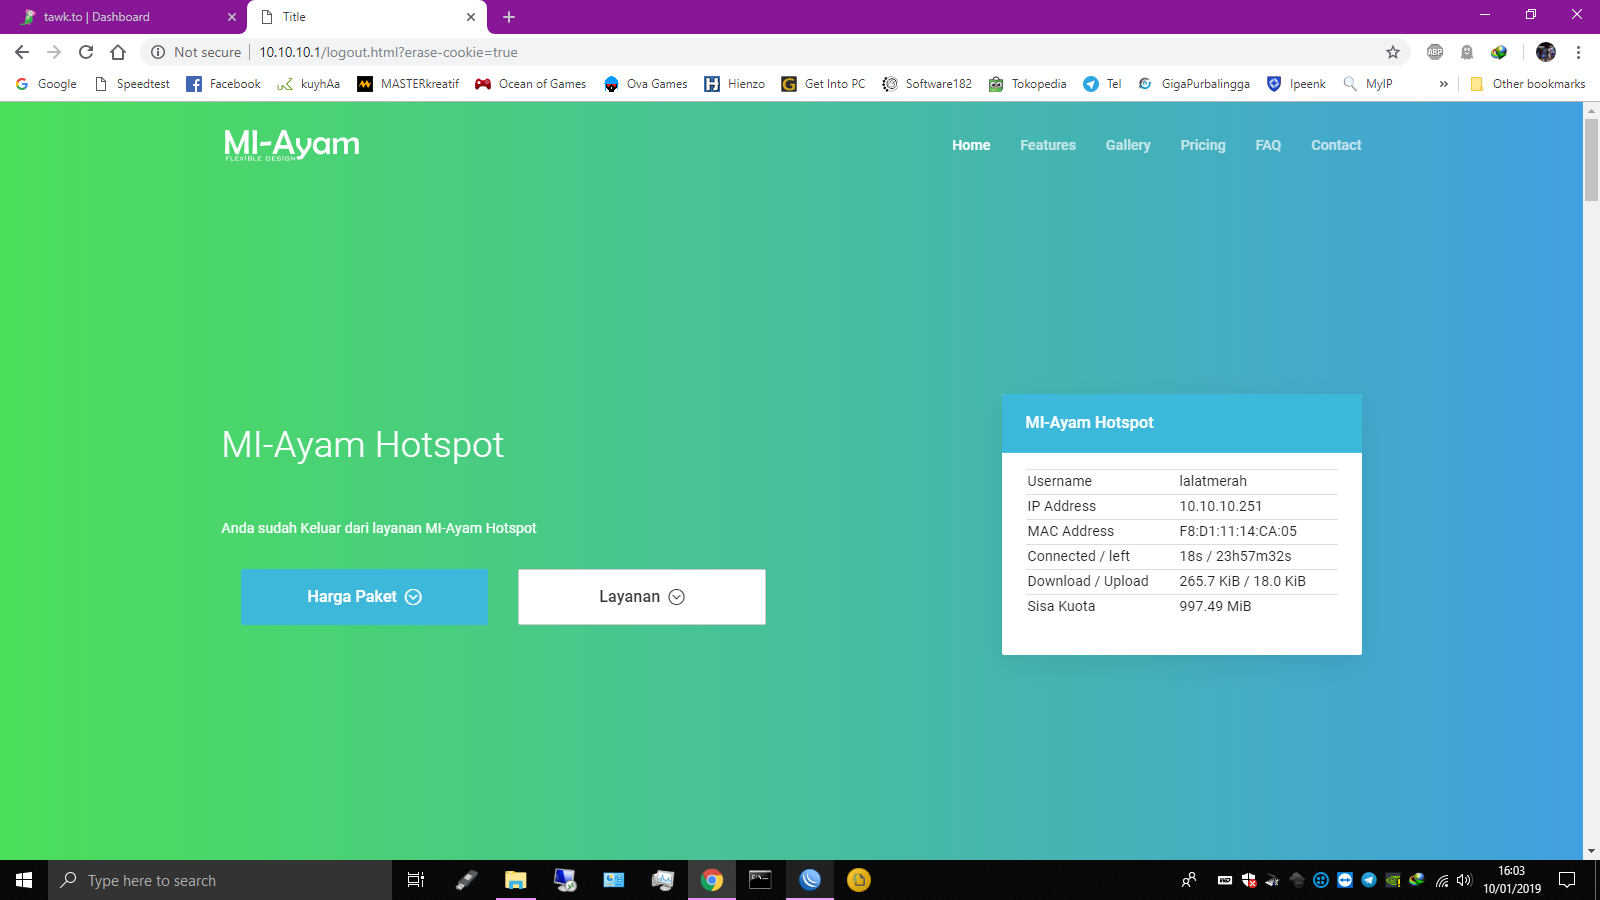 tawk.to | Dashboard
Title
Not secure
10.10.10.1/logout.html?erase-cookie=true
ABP
Google
Speedtest
Facebook
kuyhAa
MASTERkreatif
Ocean of Games
Ova Games
Hienzo
Get Into PC
Software182
Tokopedia
Tel
GigaPurbalingga
Ipeenk
MyIP
»
Other bookmarks
MI-Ayam
FLEXIBLE DESIGN
Home
Features
Gallery
Pricing
FAQ
Contact
MI-Ayam Hotspot
Anda sudah Keluar dari layanan MI-Ayam Hotspot
Harga Paket
Layanan
MI-Ayam Hotspot
Username lalatmerah
IP Address 10.10.10.251
MAC Address F8:D1:11:14:CA:05
Connected / left 18s / 23h57m32s
Download / Upload 265.7 KiB / 18.0 KiB
Sisa Kuota 997.49 MiB
Type here to search
16:03
10/01/2019